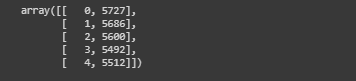 array([[   0, 5727],
       [   1, 5686],
       [   2, 5600],
       [   3, 5492],
       [   4, 5512]])